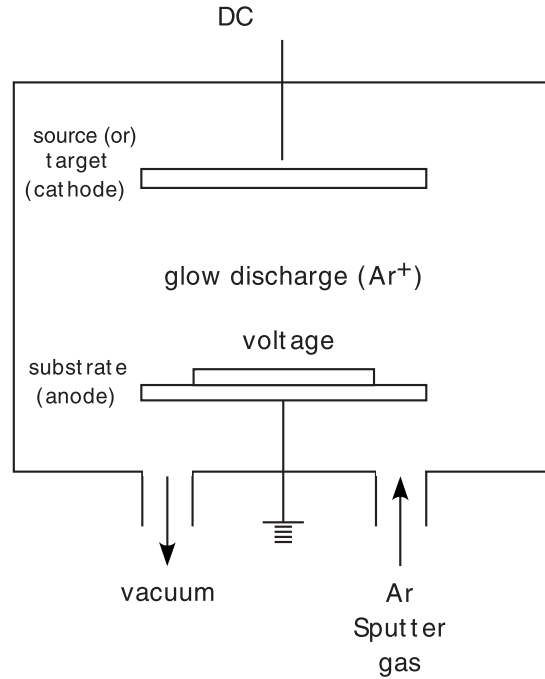 DC
source (or)
target
(cathode)
glow discharge (Ar+)
voltage
substrate
(anode)
vacuum
Ar
Sputter
gas